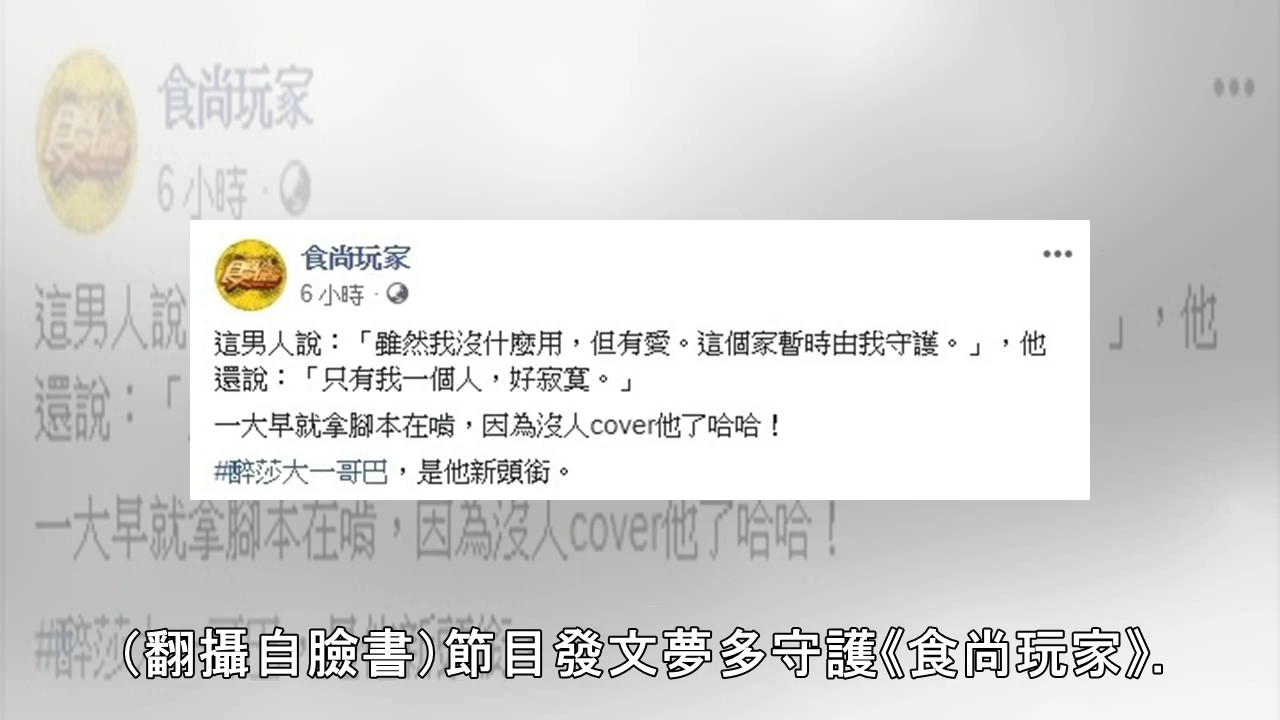 食尚玩家
6 小時 ·
這男人說：「雖然我沒什麼用，但有愛。這個家暫時由我守護。」，他
還說：「只有我一個人，好寂寞。」
一大早就拿腳本在啃，因為沒人cover他了哈哈！
#醉莎大一哥巴，是他新頭銜。
(翻攝自臉書)節目發文夢多守護《食尚玩家》.